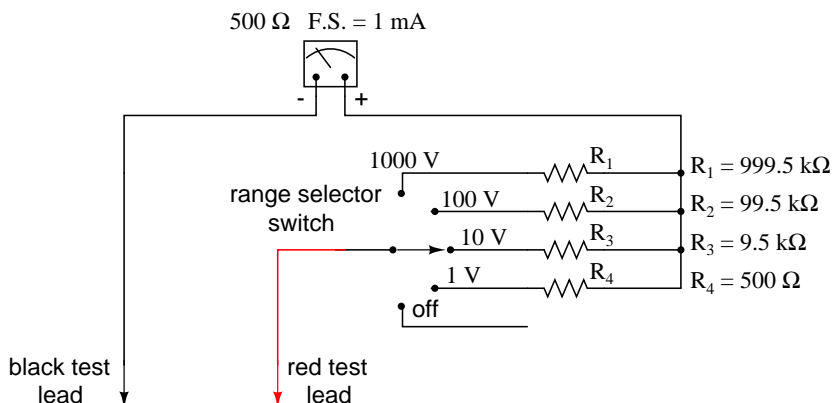 500 Ω F.S. = 1 mA
- +
1000 V R₁ R₁ = 999.5 kΩ
range selector
switch
100 V R₂ R₂ = 99.5 kΩ
10 V R₃ R₃ = 9.5 kΩ
1 V R₄ R₄ = 500 Ω
off
black test
lead
red test
lead